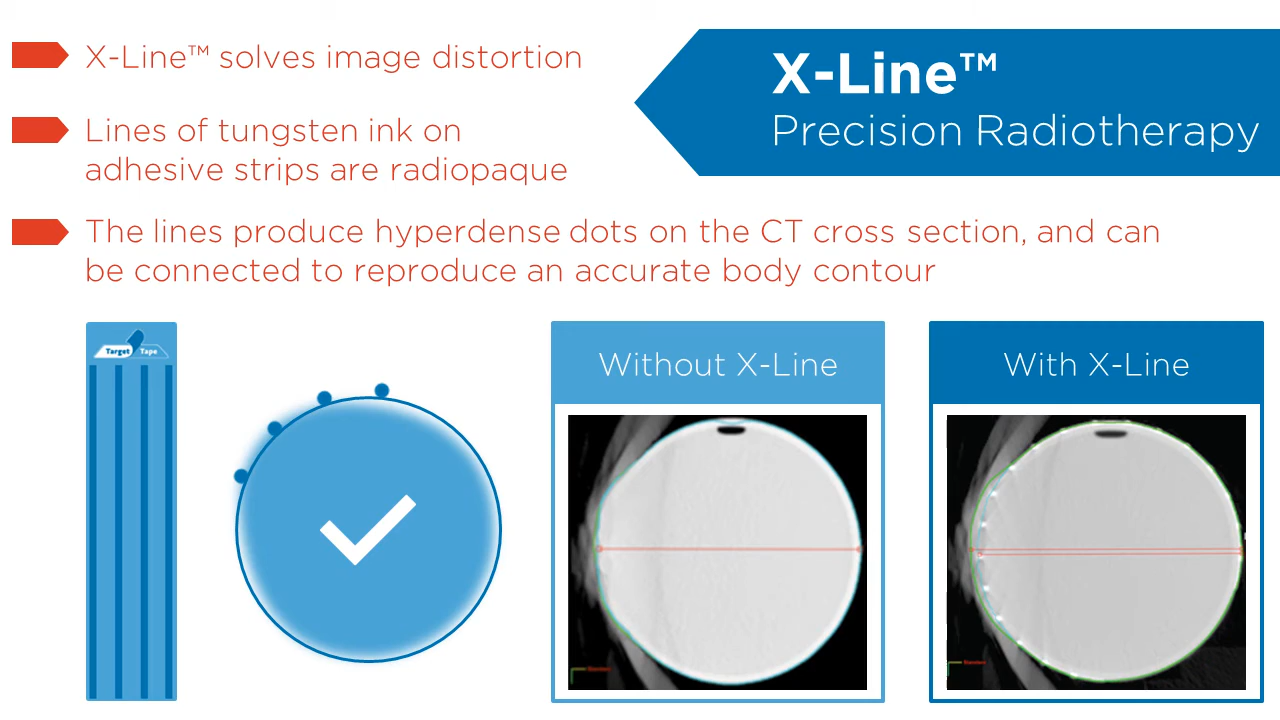 X-Line™ solves image distortion
X-Line™
Precision Radiotherapy
Lines of tungsten ink on
adhesive strips are radiopaque
The lines produce hyperdense dots on the CT cross section, and can
be connected to reproduce an accurate body contour
Target Tape
Without X-Line
With X-Line
Standard
Standard